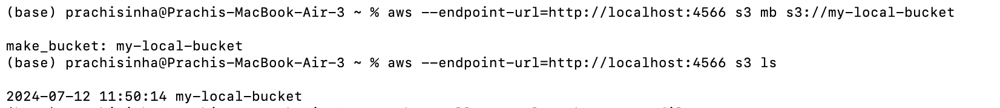 (base) prachisinha@Prachis-MacBook-Air-3 ~ % aws --endpoint-url=http://localhost:4566 s3 mb s3://my-local-bucket
make_bucket: my-local-bucket
(base) prachisinha@Prachis-MacBook-Air-3 ~ % aws --endpoint-url=http://localhost:4566 s3 ls
2024-07-12 11:50:14 my-local-bucket